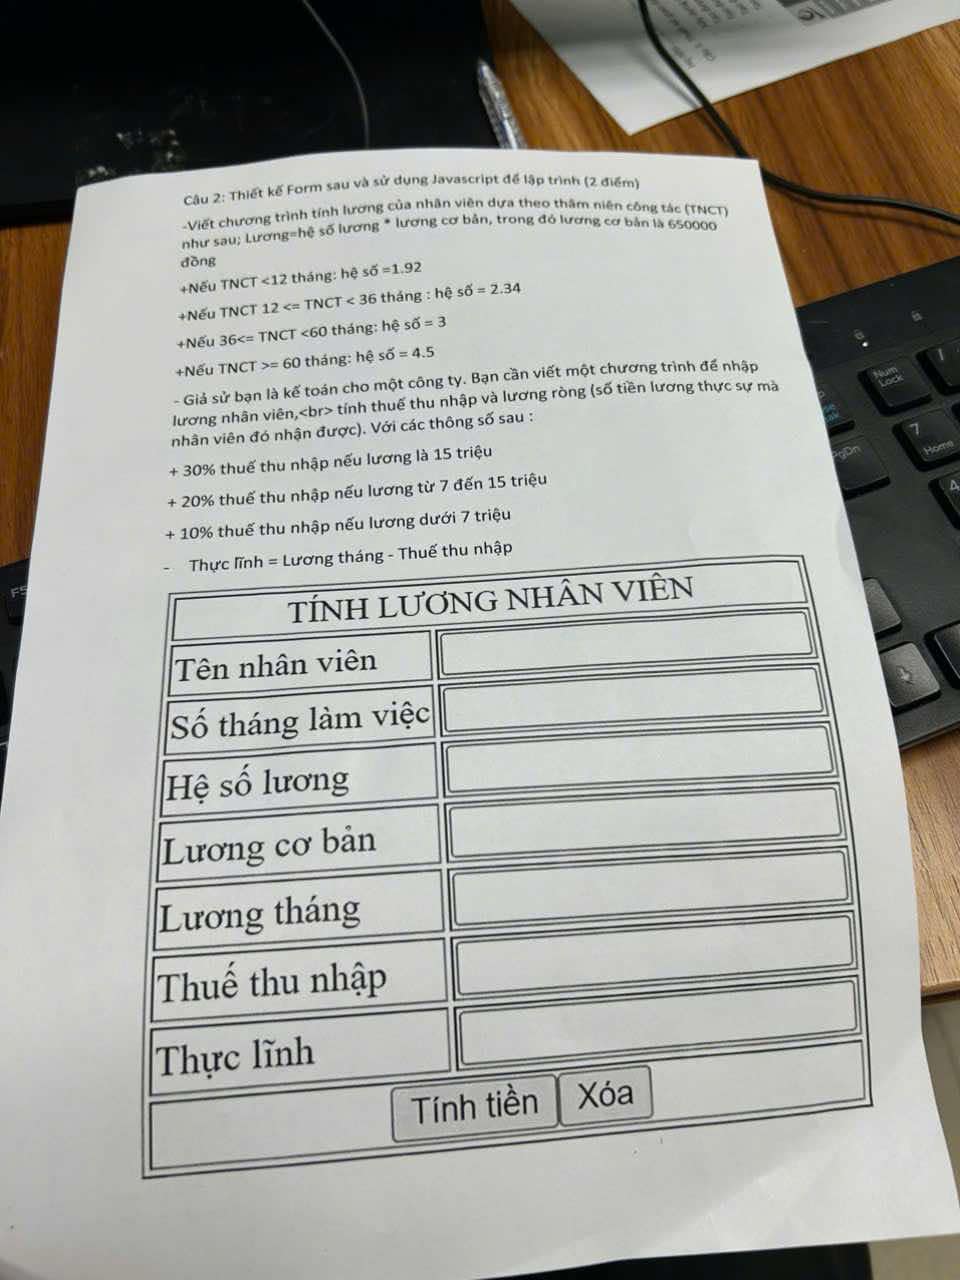 Câu 2: Thiết kế Form sau và sử dụng Javascript để lập trình (2 điểm)
-Viết chương trình tính lương của nhân viên dựa theo thâm niên công tác (TNCT)
như sau; Lương=hệ số lương * lương cơ bản, trong đó lương cơ bản là 650000
đồng
+Nếu TNCT <12 tháng: hệ số =1.92
+Nếu TNCT 12 <= TNCT < 36 tháng : hệ số = 2.34
+Nếu 36<= TNCT <60 tháng: hệ số = 3
+Nếu TNCT >= 60 tháng: hệ số = 4.5
- Giả sử bạn là kế toán cho một công ty. Bạn cần viết một chương trình để nhập
lương nhân viên,<br> tính thuế thu nhập và lương ròng (số tiền lương thực sự mà
nhân viên đó nhận được). Với các thông số sau :
+ 30% thuế thu nhập nếu lương là 15 triệu
+ 20% thuế thu nhập nếu lương từ 7 đến 15 triệu
+ 10% thuế thu nhập nếu lương dưới 7 triệu
- Thực lĩnh = Lương tháng - Thuế thu nhập
TÍNH LƯƠNG NHÂN VIÊN
Tên nhân viên
Số tháng làm việc
Hệ số lương
Lương cơ bản
Lương tháng
Thuế thu nhập
Thực lĩnh
Tính tiền Xóa
Num
Lock
7
Home
PgDn
F5